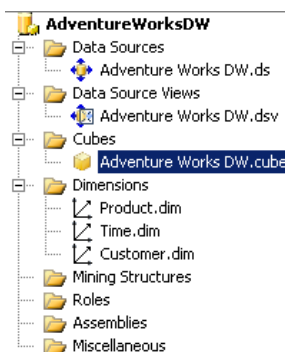 AdventureWorksDW
Data Sources
Adventure Works DW.ds
Data Source Views
Adventure Works DW.dsv
Cubes
Adventure Works DW.cube
Dimensions
Product.dim
Time.dim
Customer.dim
Mining Structures
Roles
Assemblies
Miscellaneous